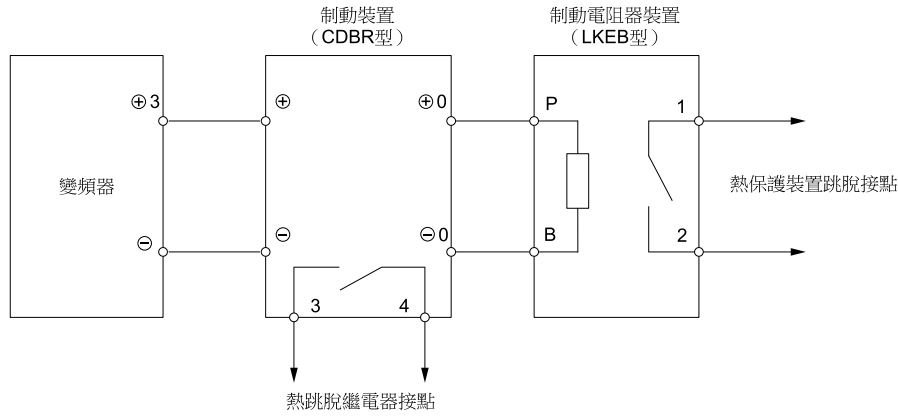 制動裝置
（CDBR型）
制動電阻器裝置
（LKEB型）
⊕3
⊕
⊕0
P
1
變頻器
熱保護裝置跳脫接點
⊖
⊖
⊖0
B
2
3
4
熱跳脫繼電器接點